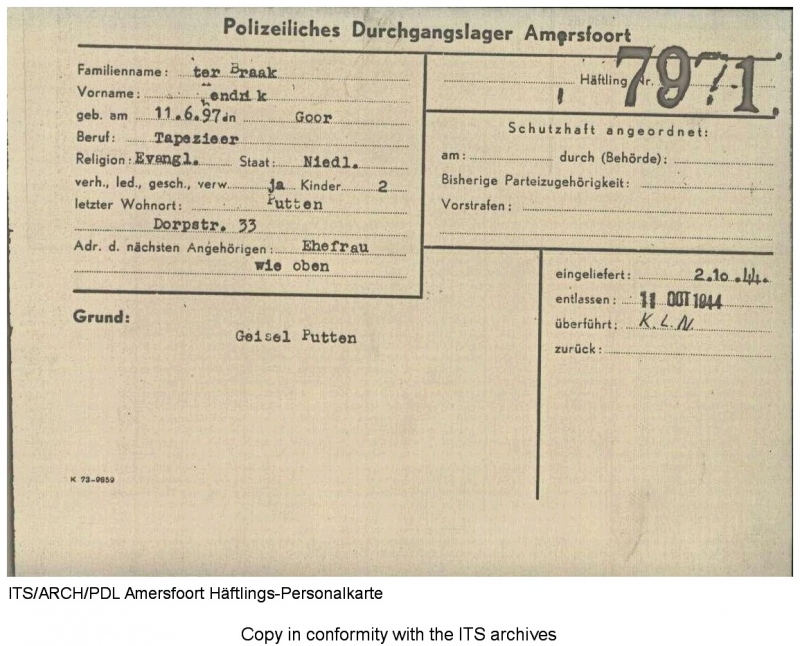 Polizeiliches Durchgangslager Amersfoort
Familienname: ter Braak
Vorname: Hendrik
geb. am 11.6.97 in Goor
Beruf: Tapezieer
Religion: Evangl. Staat: Niedl.
verh., led., gesch., verw. ja Kinder 2
letzter Wohnort: Putten
Dorpstr. 33
Adr. d. nächsten Angehörigen: Ehefrau
wie oben
Häftling Nr. 7971.
Schutzhaft angeordnet:
am: durch (Behörde):
Bisherige Parteizugehörigkeit:
Vorstrafen:
eingeliefert: 2.10.44.
entlassen: 11 OCT 1944
überführt: K.L.N.
zurück:
Grund:
Geisel Putten
K 73-9859
ITS/ARCH/PDL Amersfoort Häftlings-Personalkarte
Copy in conformity with the ITS archives